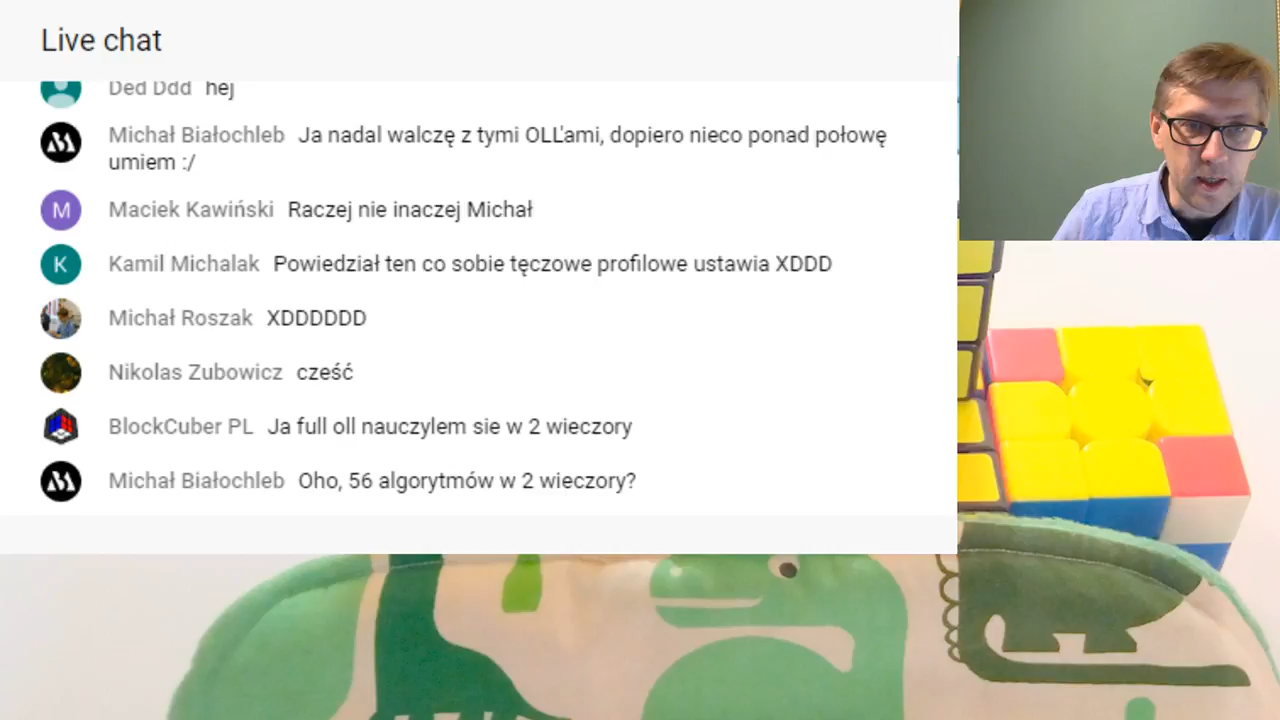 Live chat
Ded Ddd hej
Michał Białochleb Ja nadal walczę z tymi OLL'ami, dopiero nieco ponad połowę
umiem :/
M Maciek Kawiński Raczej nie inaczej Michał
K Kamil Michalak Powiedział ten co sobie tęczowe profilowe ustawia XDDD
Michał Roszak XDDDDDD
Nikolas Zubowicz cześć
BlockCuber PL Ja full oll nauczylem sie w 2 wieczory
Michał Białochleb Oho, 56 algorytmów w 2 wieczory?